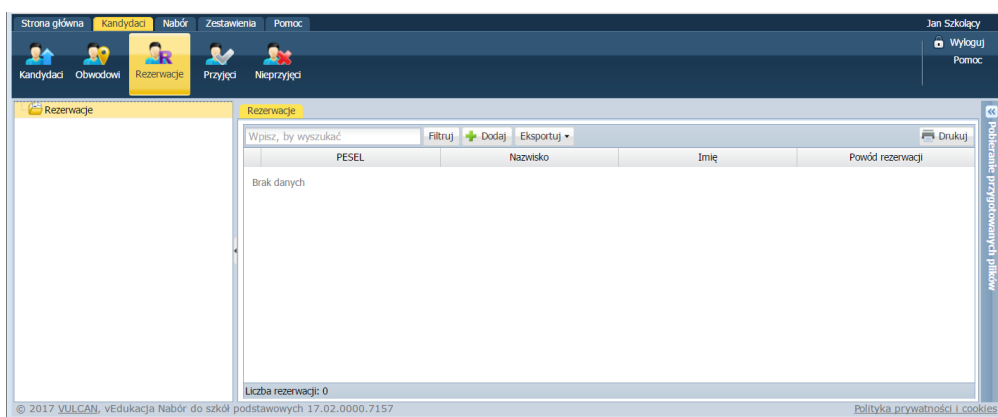 Strona główna Kandydaci Nabór Zestawienia Pomoc Jan Szkolący
Wyloguj
Pomoc
Kandydaci Obwodowi Rezerwacje Przyjęci Nieprzyjęci
Rezerwacje
Rezerwacje
Wpisz, by wyszukać Filtruj Dodaj Eksportuj Drukuj
PESEL Nazwisko Imię Powód rezerwacji
Brak danych
Liczba rezerwacji: 0
Pobieranie przygotowanych plików
© 2017 VULCAN, vEdukacja Nabór do szkół podstawowych 17.02.0000.7157 Polityka prywatności i cookies